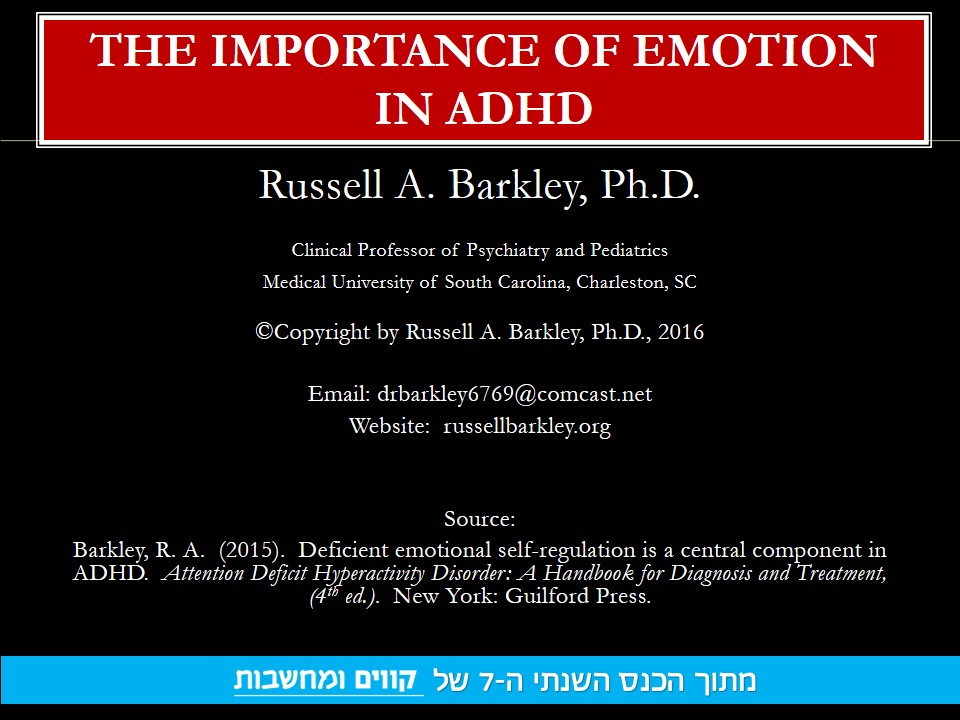 THE IMPORTANCE OF EMOTION
IN ADHD
Russell A. Barkley, Ph.D.
Clinical Professor of Psychiatry and Pediatrics
Medical University of South Carolina, Charleston, SC
©Copyright by Russell A. Barkley, Ph.D., 2016
Email: drbarkley6769@comcast.net
Website: russellbarkley.org
Source:
Barkley, R. A. (2015). Deficient emotional self-regulation is a central component in
ADHD. Attention Deficit Hyperactivity Disorder: A Handbook for Diagnosis and Treatment,
(4th ed.). New York: Guilford Press.
מתוך הכנס השנתי ה-7 של קווים ומחשבות